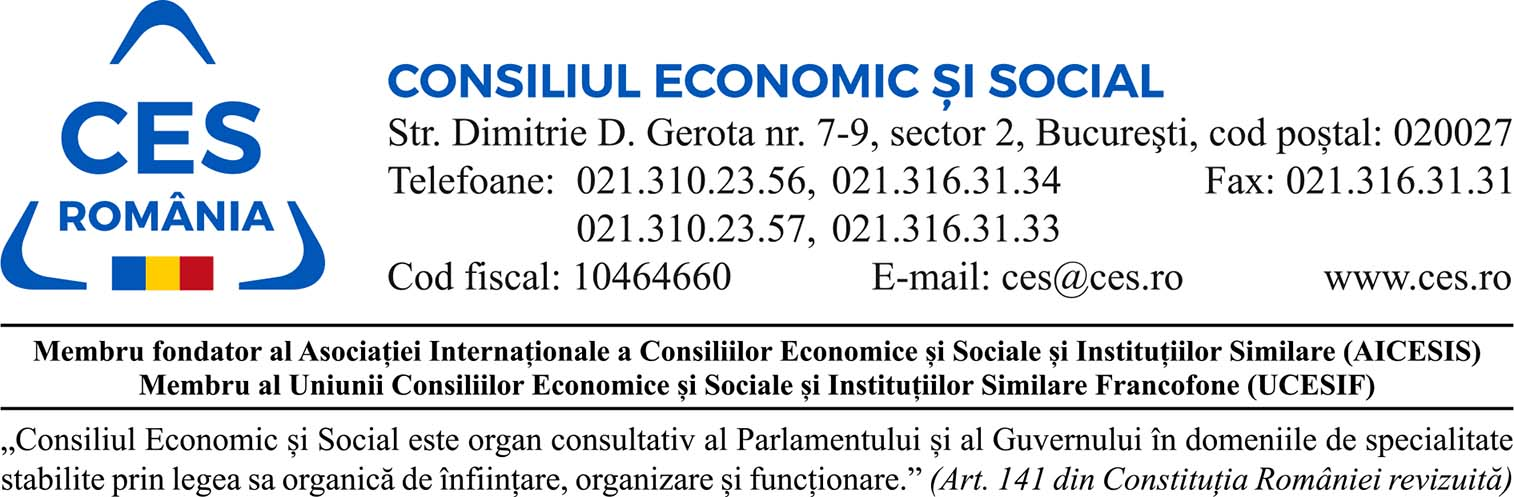 CES
ROMÂNIA
CONSILIUL ECONOMIC ȘI SOCIAL
Str. Dimitrie D. Gerota nr. 7-9, sector 2, Bucureşti, cod poștal: 020027
Telefoane: 021.310.23.56, 021.316.31.34 Fax: 021.316.31.31
021.310.23.57, 021.316.31.33
Cod fiscal: 10464660 E-mail: ces@ces.ro www.ces.ro
Membru fondator al Asociației Internaționale a Consiliilor Economice și Sociale și Instituțiilor Similare (AICESIS)
Membru al Uniunii Consiliilor Economice și Sociale și Instituțiilor Similare Francofone (UCESIF)
„Consiliul Economic și Social este organ consultativ al Parlamentului și al Guvernului în domeniile de specialitate
stabilite prin legea sa organică de înființare, organizare și funcționare.” (Art. 141 din Constituția României revizuită)